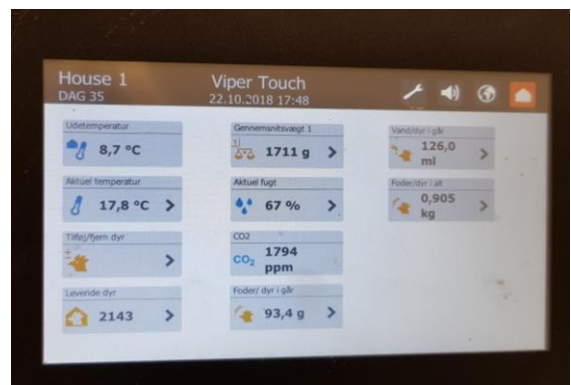 House 1
DAG 35
Viper Touch
22.10.2018 17:48
Udetemperatur
8,7 °C
Aktuel temperatur
17,8 °C
Tilføj/fjern dyr
Levende dyr
2143
Gennemsnitsvægt 1
1711 g
Aktuel fugt
67 %
CO2
CO2
1794
ppm
Foder/ dyr i går
93,4 g
Vand/dyr i går
126,0
ml
Foder/dyr i alt
0,905
kg